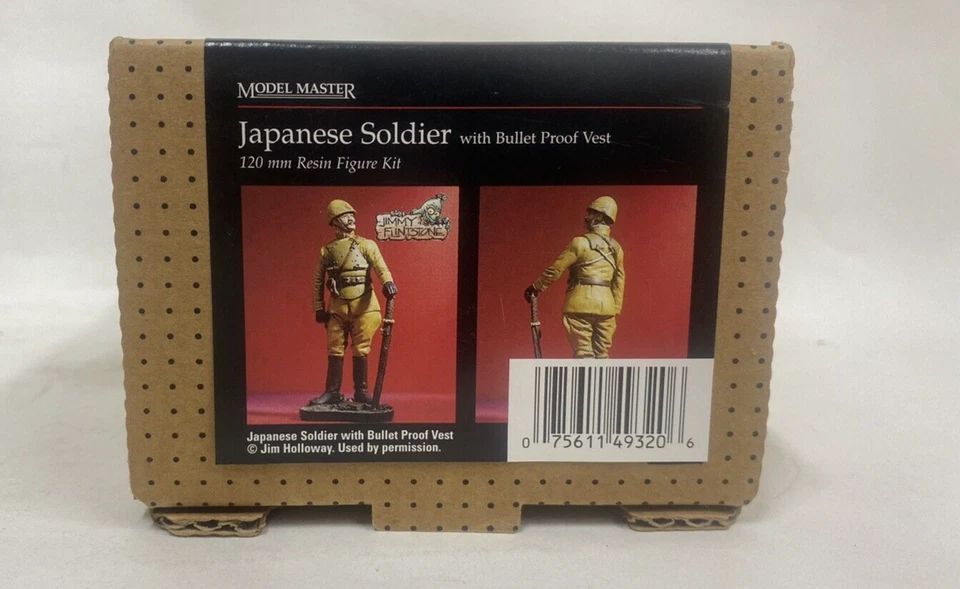 MODEL MASTER
Japanese Soldier with Bullet Proof Vest
120 mm Resin Figure Kit
JIMMY
FLINTSTONE
Japanese Soldier with Bullet Proof Vest
© Jim Holloway. Used by permission.
0 75611 49320 6